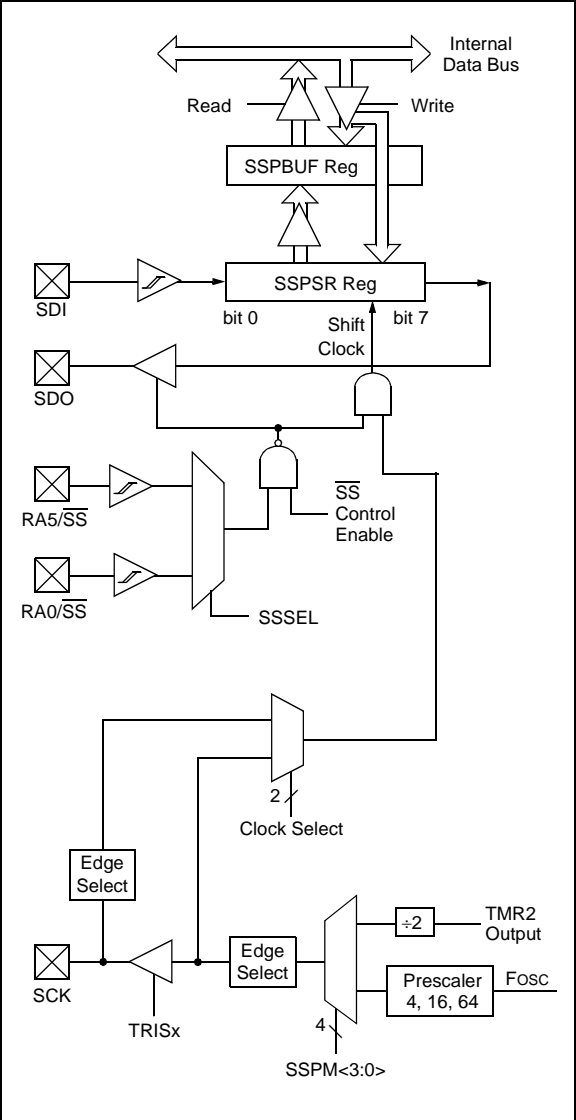 Internal
Data Bus
Read
Write
SSPBUF Reg
SSPSR Reg
SDI
bit 0
bit 7
Shift
Clock
SDO
RA5/SS
SS
Control
Enable
RA0/SS
SSSEL
2
Clock Select
Edge
Select
÷2
TMR2
Output
Edge
Select
Prescaler
4, 16, 64
FOSC
SCK
TRISx
4
SSPM<3:0>